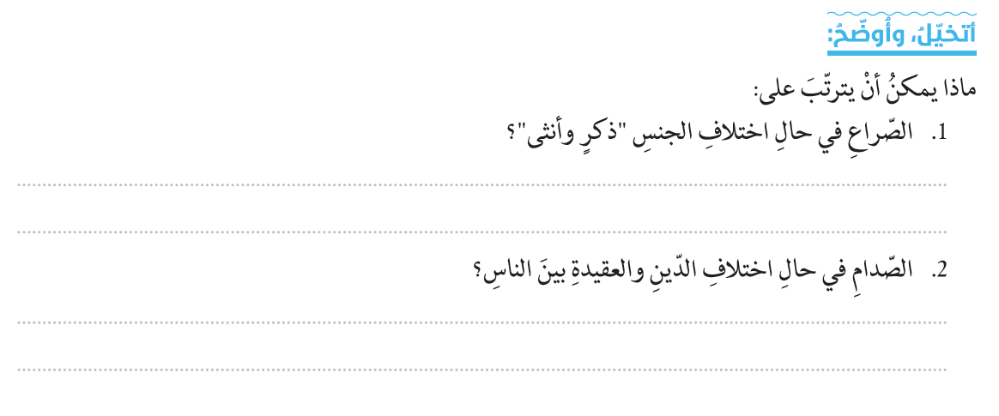 أتخيّلُ، وأُوضّحُ:
ماذا يمكنُ أنْ يترتّبَ على:
1. الصّراعِ في حالِ اختلافِ الجنسِ "ذكرٍ وأنثى"؟
2. الصّدامِ في حالِ اختلافِ الدّينِ والعقيدةِ بينَ الناسِ؟